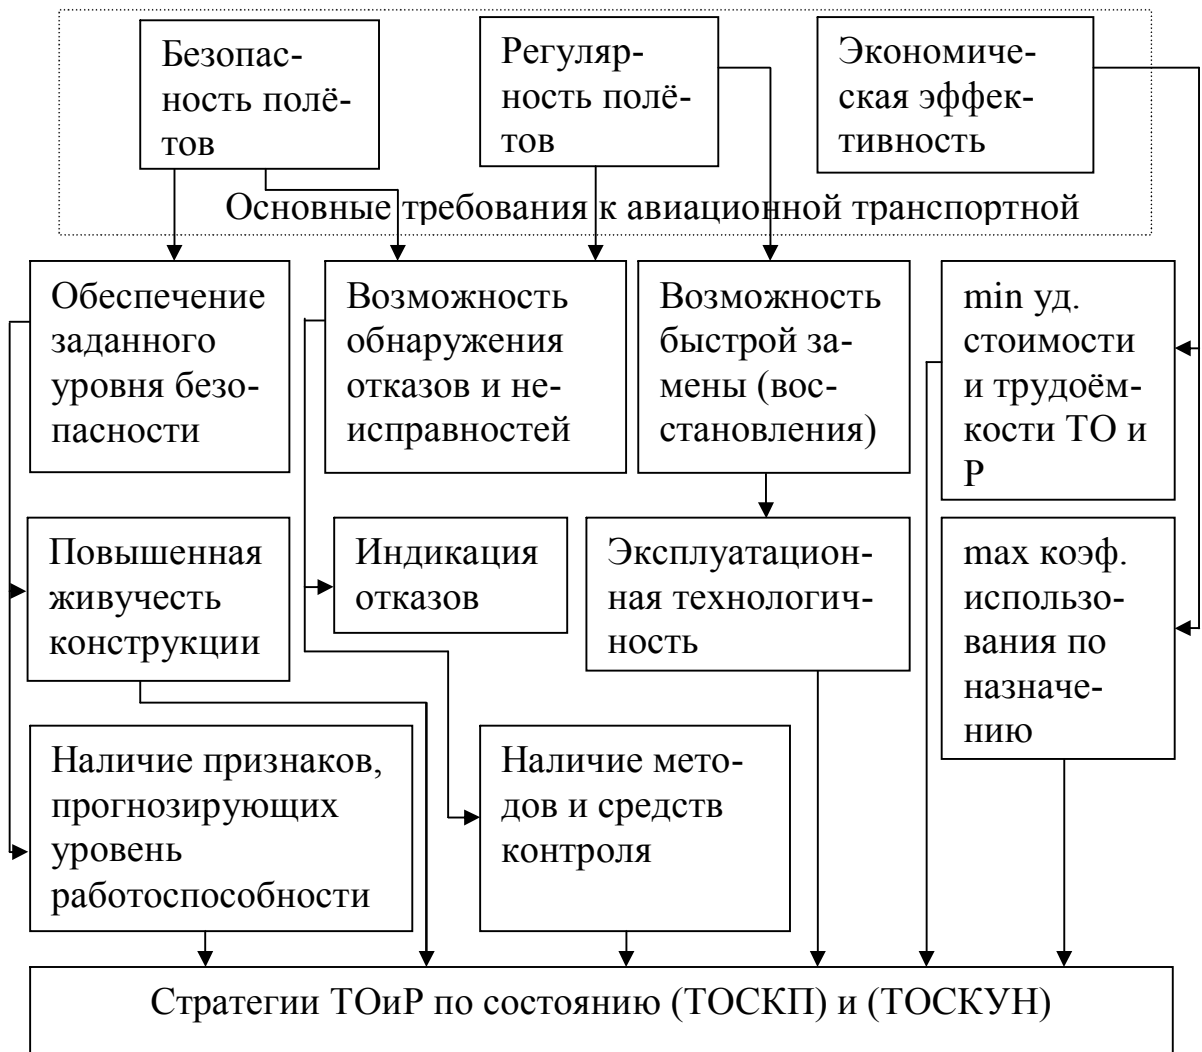 Безопас-
ность полё-
тов
Регуляр-
ность полё-
тов
Экономиче-
ская эффек-
тивность
Основные требования к авиационной транспортной
Обеспечение
заданного
уровня безо-
пасности
Возможность
обнаружения
отказов и не-
исправностей
Возможность
быстрой за-
мены (вос-
становления)
min уд.
стоимости
и трудоём-
кости ТО и
Р
Повышенная
живучесть
конструкции
Индикация
отказов
Эксплуатацион-
ная технологич-
ность
max коэф.
использо-
вания по
назначе-
нию
Наличие признаков,
прогнозирующих
уровень
работоспособности
Наличие мето-
дов и средств
контроля
Стратегии ТОиР по состоянию (ТОСКП) и (ТОСКУН)